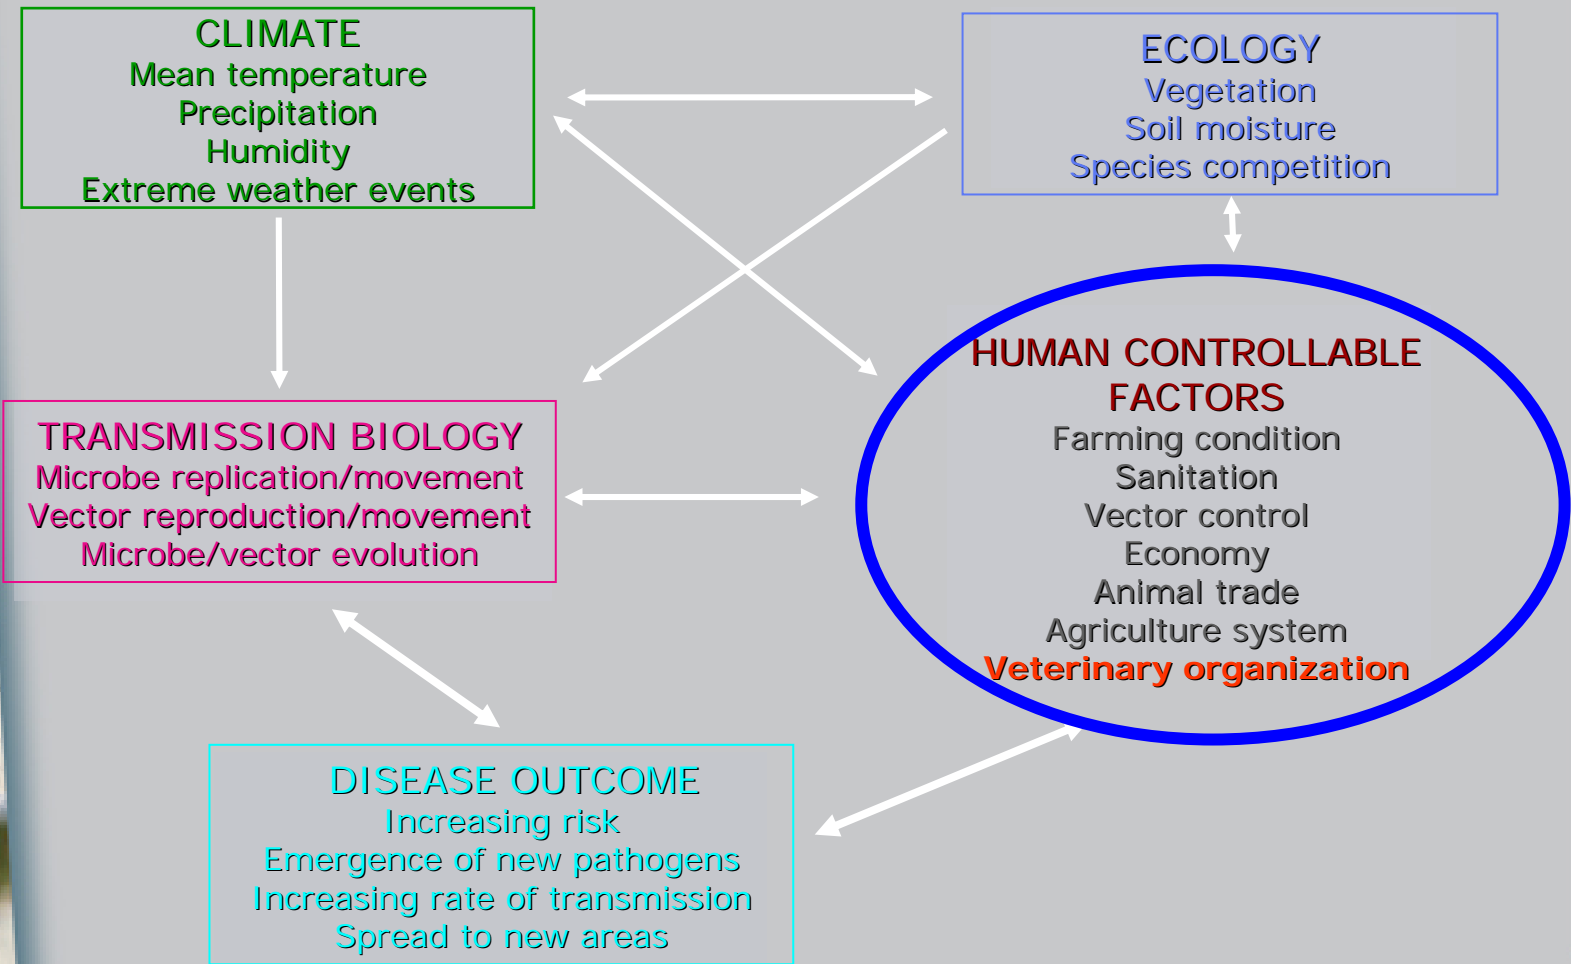 CLIMATE
Mean temperature
Precipitation
Humidity
Extreme weather events
ECOLOGY
Vegetation
Soil moisture
Species competition
TRANSMISSION BIOLOGY
Microbe replication/movement
Vector reproduction/movement
Microbe/vector evolution
HUMAN CONTROLLABLE
FACTORS
Farming condition
Sanitation
Vector control
Economy
Animal trade
Agriculture system
Veterinary organization
DISEASE OUTCOME
Increasing risk
Emergence of new pathogens
Increasing rate of transmission
Spread to new areas